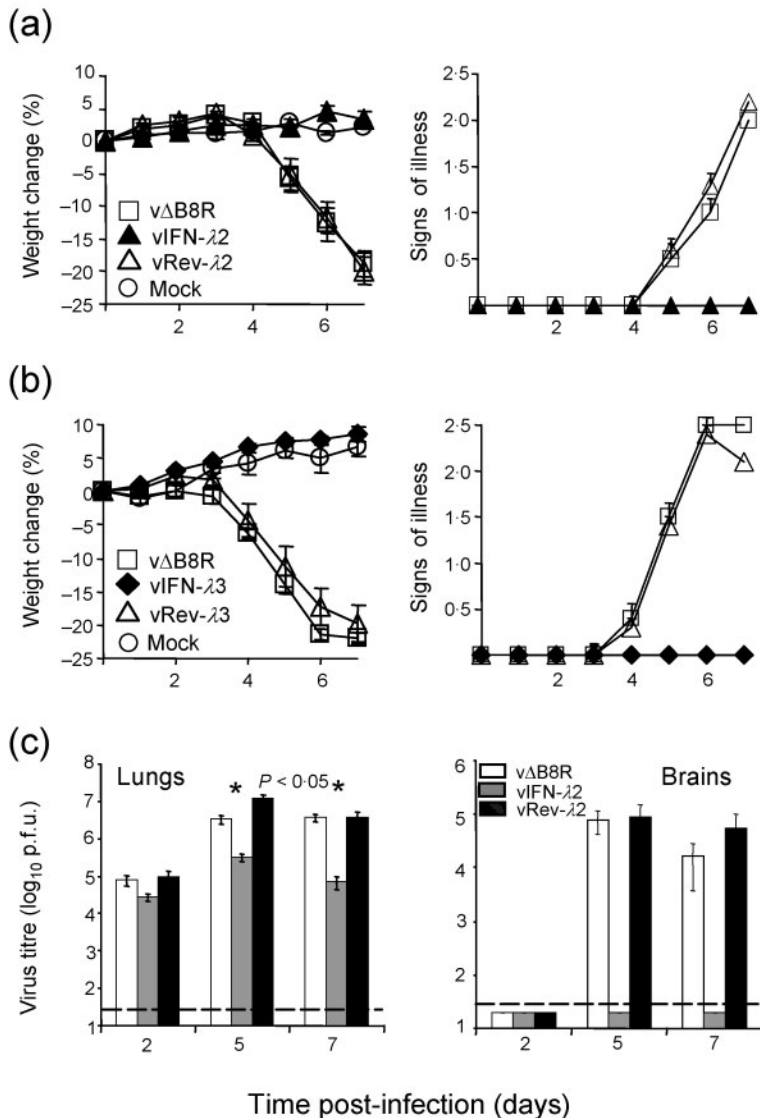 (a)
Weight change (%)
10
5
0
−5
−10
−15
−20
−25
2
4
6
vΔB8R
vIFN-λ2
vRev-λ2
Mock
Signs of illness
2·5
2·0
1·5
1·0
0·5
2
4
6
(b)
Weight change (%)
10
5
0
−5
−10
−15
−20
−25
2
4
6
vΔB8R
vIFN-λ3
vRev-λ3
Mock
Signs of illness
2·5
2·0
1·5
1·0
0·5
2
4
6
(c)
Virus titre (log10 p.f.u.)
8
7
6
5
4
3
2
1
Lungs
* P < 0·05 *
2
5
7
6
5
4
3
2
1
vΔB8R
vIFN-λ2
vRev-λ2
Brains
2
5
7
Time post-infection (days)